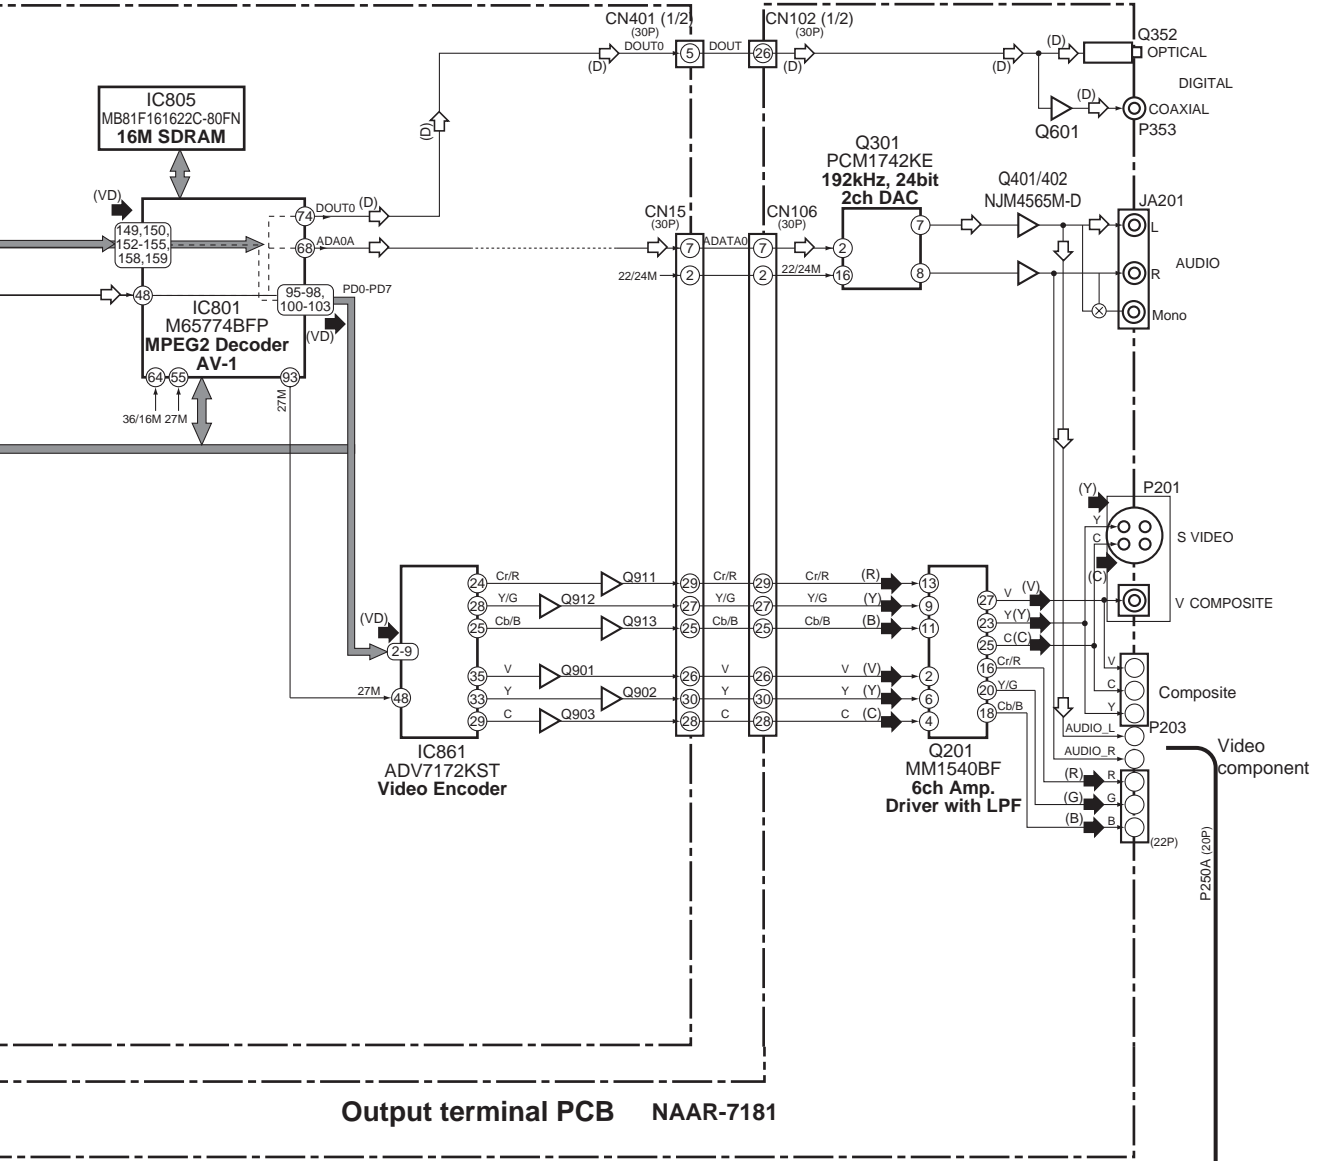 CN401 (1/2)
(30P)
DOUT0
(D)
5
DOUT
CN102 (1/2)
(30P)
26
(D)
(D)
(D)
Q352
OPTICAL
DIGITAL
(D)
COAXIAL
Q601
P353
IC805
MB81F161622C-80FN
16M SDRAM
(D)
(VD)
149,150,
152-155,
158,159
74
DOUT0
(D)
68
ADA0A
48
95-98,
100-103
PD0-PD7
(VD)
IC801
M65774BFP
MPEG2 Decoder
AV-1
64
55
93
36/16M
27M
27M
CN15
(30P)
7
ADATA0
22/24M
2
CN106
(30P)
7
2
22/24M
Q301
PCM1742KE
192kHz, 24bit
2ch DAC
2
16
7
8
Q401/402
NJM4565M-D
JA201
L
R
AUDIO
Mono
(Y)
P201
Y
C
S VIDEO
(C)
V COMPOSITE
(VD)
2-9
27M
48
24
Cr/R
Q911
29
Cr/R
29
Cr/R
(R)
13
28
Y/G
Q912
27
Y/G
27
Y/G
(Y)
9
25
Cb/B
Q913
25
Cb/B
25
Cb/B
(B)
11
35
V
Q901
26
V
26
V
(V)
2
33
Y
Q902
30
Y
30
Y
(Y)
6
29
C
Q903
28
C
28
C
(C)
4
IC861
ADV7172KST
Video Encoder
27
V
(V)
23
Y(Y)
25
C(C)
16
Cr/R
20
Y/G
18
Cb/B
Q201
MM1540BF
6ch Amp.
Driver with LPF
V
C
Y
Composite
P203
AUDIO_L
AUDIO_R
(R)
R
(G)
G
(B)
B
(22P)
Video
component
P250A (20P)
Output terminal PCB
NAAR-7181